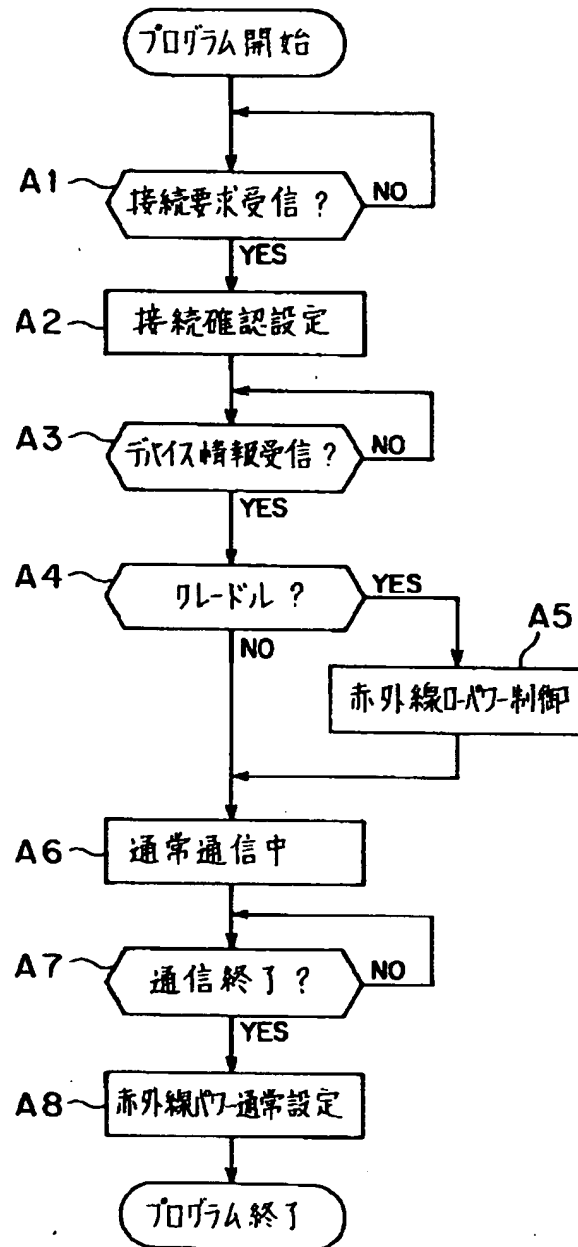 プログラム開始
A1
接続要求受信?
NO
YES
A2
接続確認設定
A3
デバイス情報受信?
NO
YES
A4
クレードル?
YES
NO
A5
赤外線ローパワー制御
A6
通常通信中
A7
通信終了?
NO
YES
A8
赤外線パワー通常設定
プログラム終了